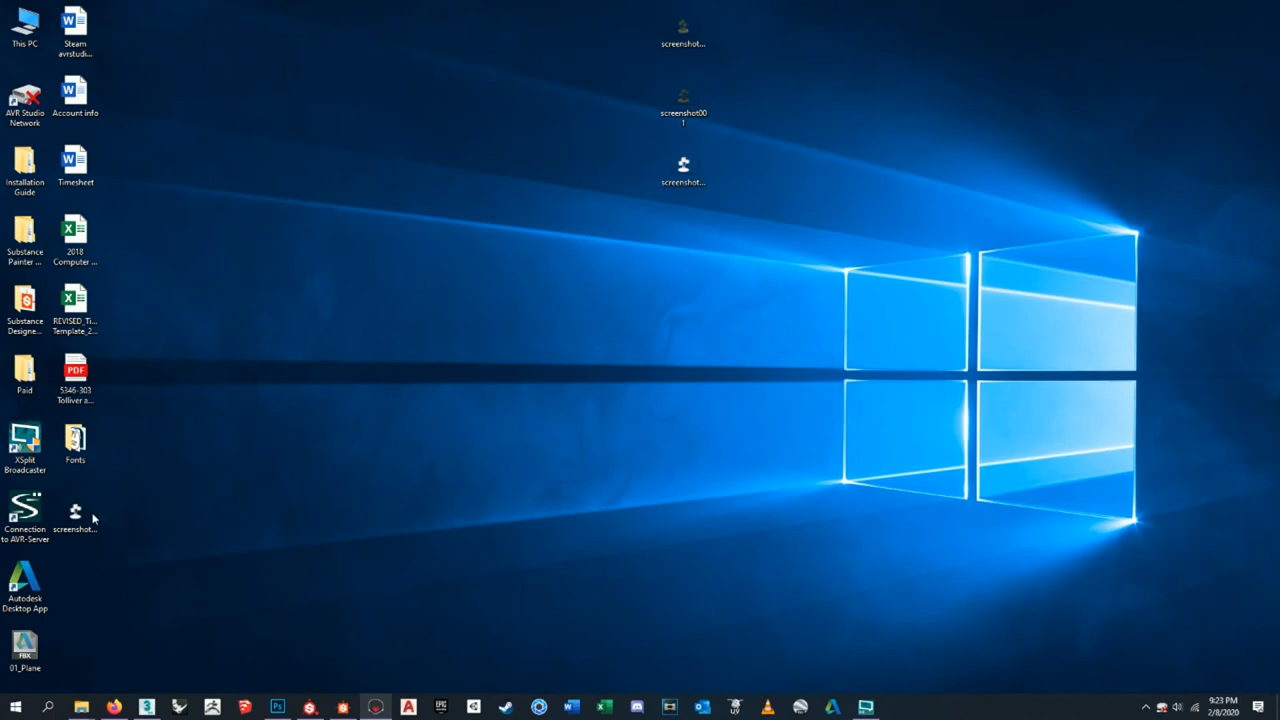 This PC
Steam
avrstudi...
AVR Studio
Network
Account info
Installation
Guide
Timesheet
Substance
Painter ...
2018
Computer ...
Substance
Designe...
REVISED_Ti...
Template_2...
Paid
PDF
5346-303
Tolliver a...
XSplit
Broadcaster
Fonts
Connection
to AVR-Server
screenshot...
Autodesk
Desktop App
FBX
01_Plane
screenshot...
screenshot00
1
screenshot...
9:23 PM
2/8/2020